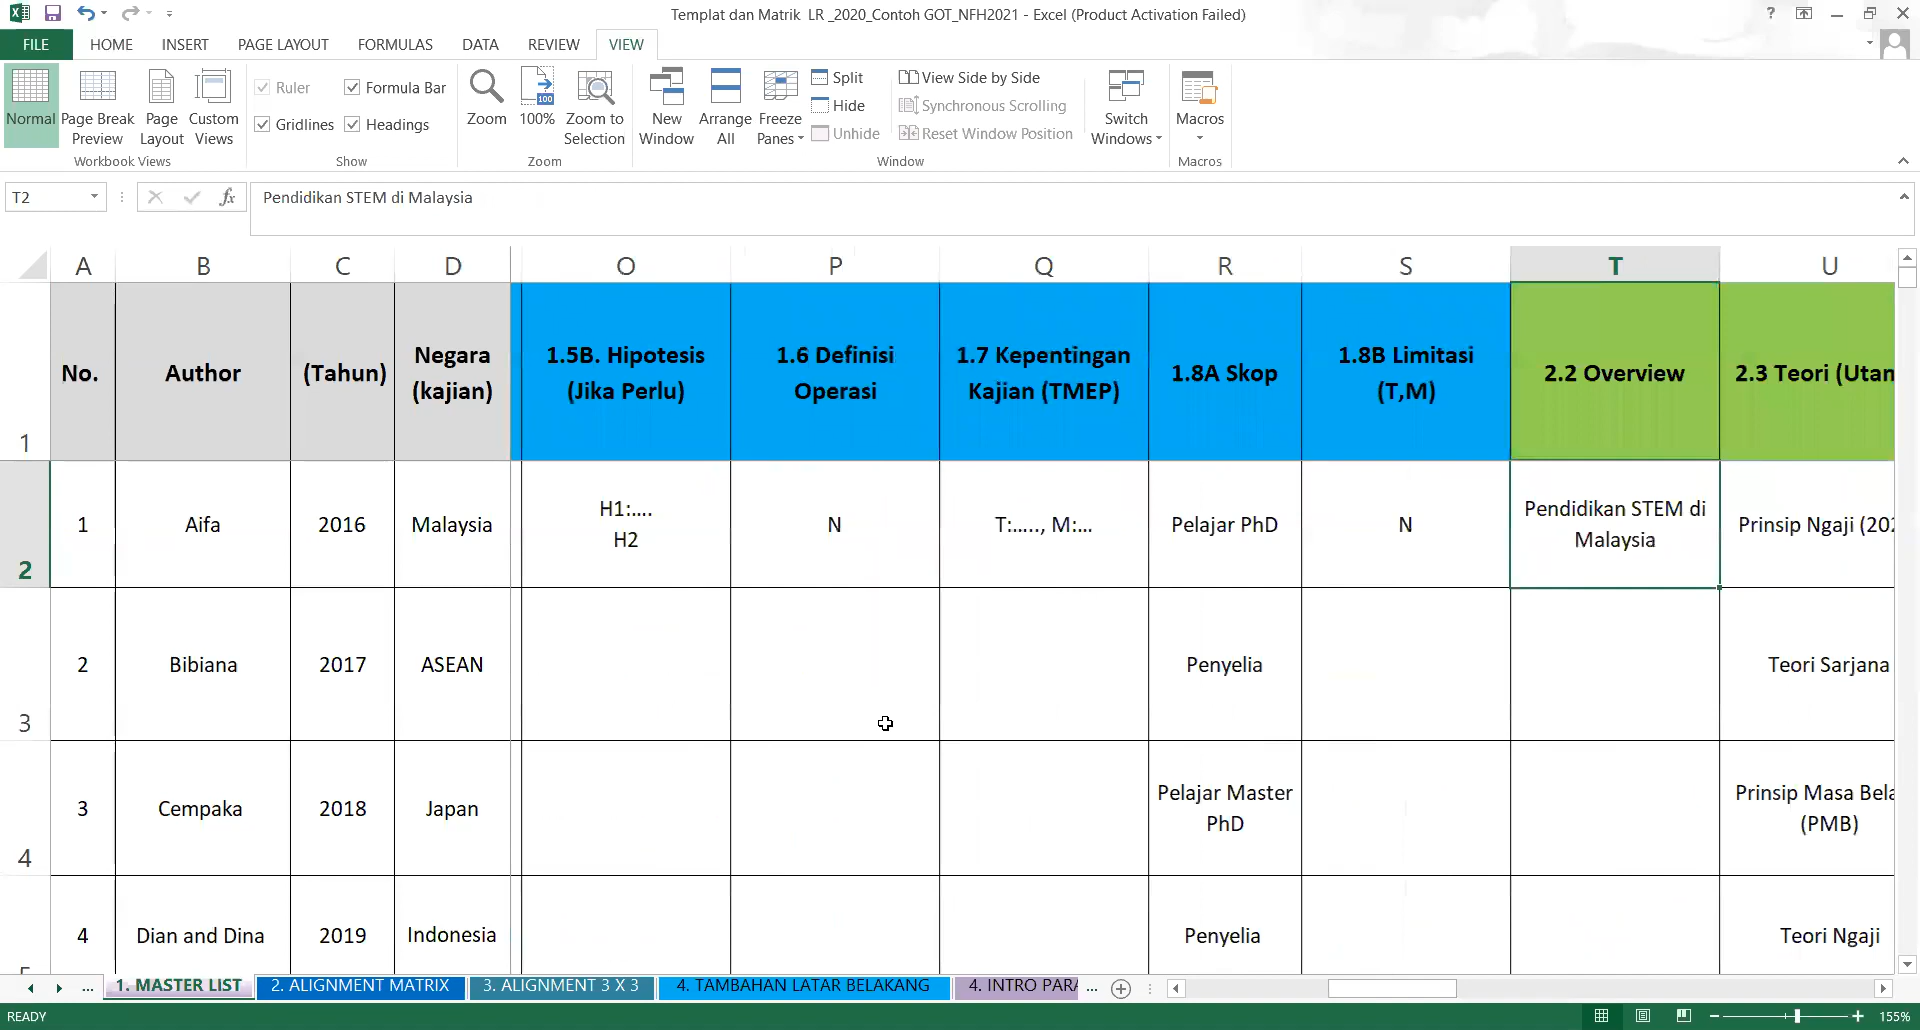 Templat dan Matrik LR _2020_Contoh GOT_NFH2021 - Excel (Product Activation Failed)
FILE HOME INSERT PAGE LAYOUT FORMULAS DATA REVIEW VIEW
Normal
Page Break
Preview
Page
Layout
Custom
Views
Workbook Views
Ruler
Formula Bar
Gridlines
Headings
Show
Zoom
100
100%
Zoom to
Selection
Zoom
New
Window
Arrange
All
Freeze
Panes
Split
Hide
Unhide
View Side by Side
Synchronous Scrolling
Reset Window Position
Window
Switch
Windows
Macros
Macros
T2
fx
Pendidikan STEM di Malaysia
A B C D O P Q R S T U
1
No.
Author
(Tahun)
Negara
(kajian)
1.5B. Hipotesis
(Jika Perlu)
1.6 Definisi
Operasi
1.7 Kepentingan
Kajian (TMEP)
1.8A Skop
1.8B Limitasi
(T,M)
2.2 Overview
2.3 Teori (Utam
2
1
Aifa
2016
Malaysia
H1:....
H2
N
T:....., M:...
Pelajar PhD
N
Pendidikan STEM di
Malaysia
Prinsip Ngaji (202
3
2
Bibiana
2017
ASEAN
Penyelia
Teori Sarjana
4
3
Cempaka
2018
Japan
Pelajar Master
PhD
Prinsip Masa Bela
(PMB)
4
Dian and Dina
2019
Indonesia
Penyelia
Teori Ngaji
... 1. MASTER LIST 2. ALIGNMENT MATRIX 3. ALIGNMENT 3 X 3 4. TAMBAHAN LATAR BELAKANG 4. INTRO PARA ...
READY
155%